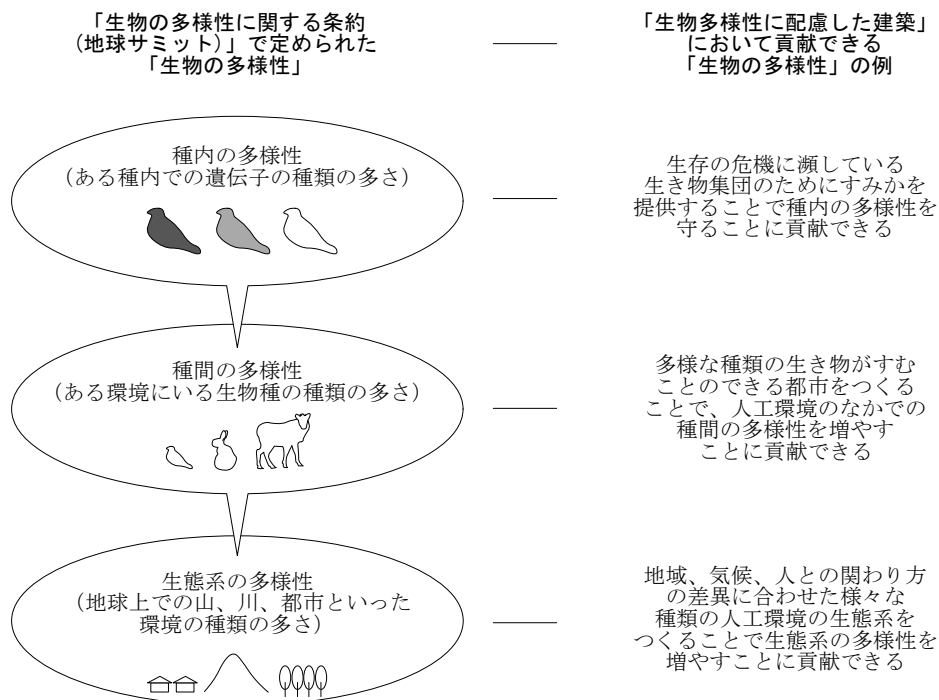 「生物の多様性に関する条約
（地球サミット）」で定められた
「生物の多様性」
「生物多様性に配慮した建築」
において貢献できる
「生物の多様性」の例
種内の多様性
（ある種内での遺伝子の種類の多さ）
生存の危機に瀕している
生き物集団のためにすみかを
提供することで種内の多様性を
守ることに貢献できる
種間の多様性
（ある環境にいる生物種の種類の多さ）
多様な種類の生き物がすむ
ことのできる都市をつくる
ことで、人工環境のなかでの
種間の多様性を増やす
ことに貢献できる
生態系の多様性
（地球上での山、川、都市といった
環境の種類の多さ）
地域、気候、人との関わり方
の差異に合わせた様々な
種類の人工環境の生態系を
つくることで生態系の多様性を
増やすことに貢献できる